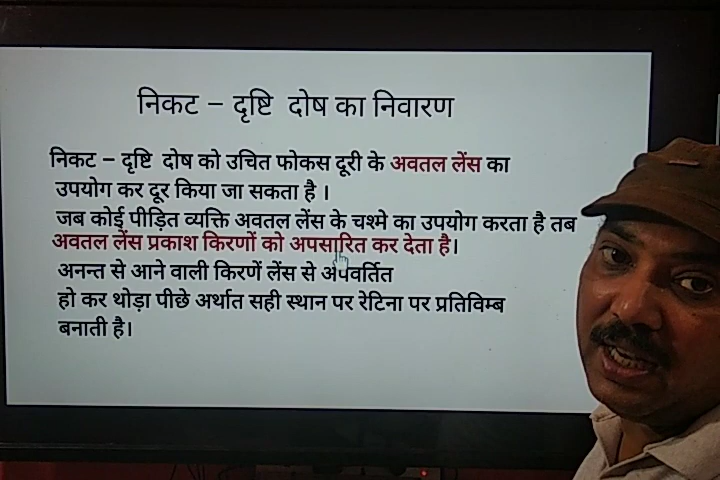 निकट – दृष्टि दोष का निवारण
निकट – दृष्टि दोष को उचित फोकस दूरी के अवतल लेंस का
उपयोग कर दूर किया जा सकता है ।
जब कोई पीड़ित व्यक्ति अवतल लेंस के चश्मे का उपयोग करता है तब
अवतल लेंस प्रकाश किरणों को अपसारित कर देता है।
अनन्त से आने वाली किरणें लेंस से अपवर्तित
हो कर थोड़ा पीछे अर्थात सही स्थान पर रेटिना पर प्रतिविम्ब
बनाती है।